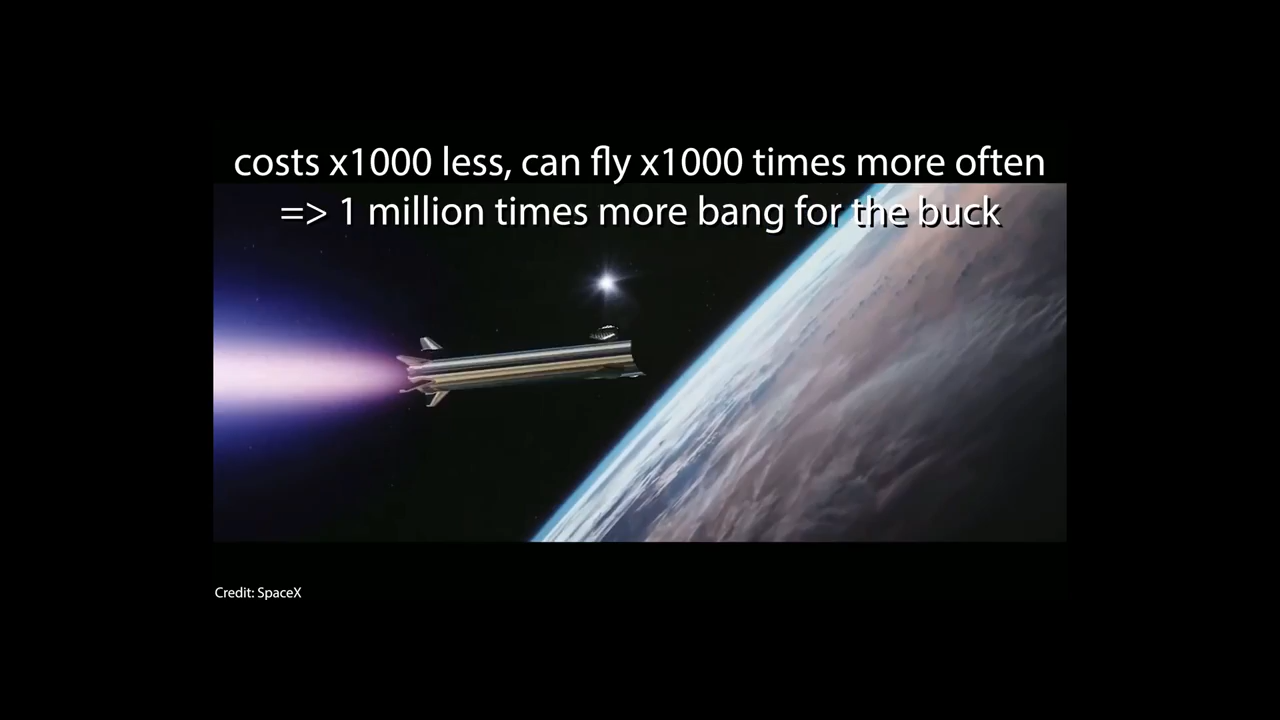 costs x1000 less, can fly x1000 times more often
=> 1 million times more bang for the buck
Credit: SpaceX